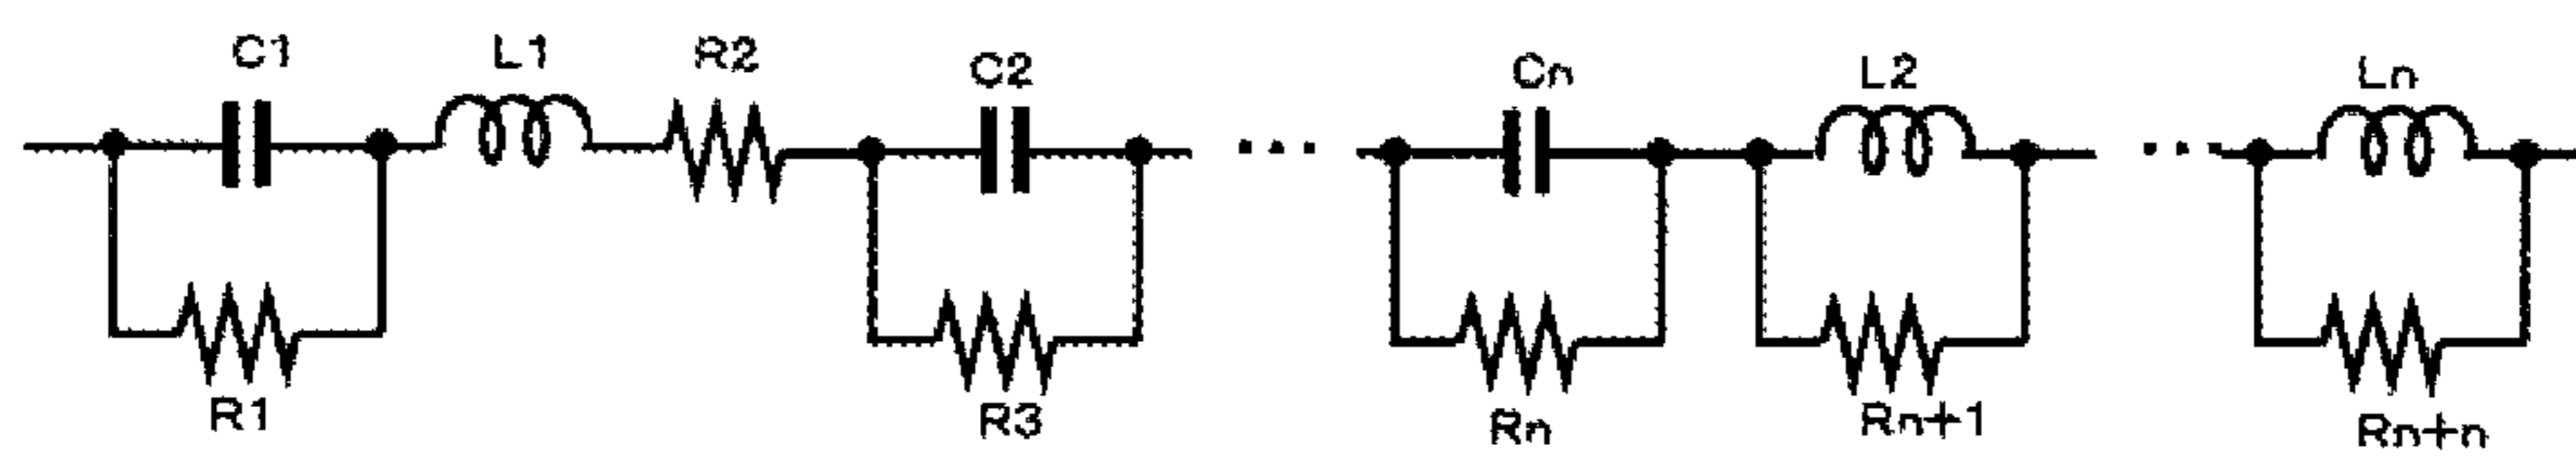 C1 L1 R2 C2 Cn L2 Ln
... ...
R1 R3 Rn Rn+1 Rn+n